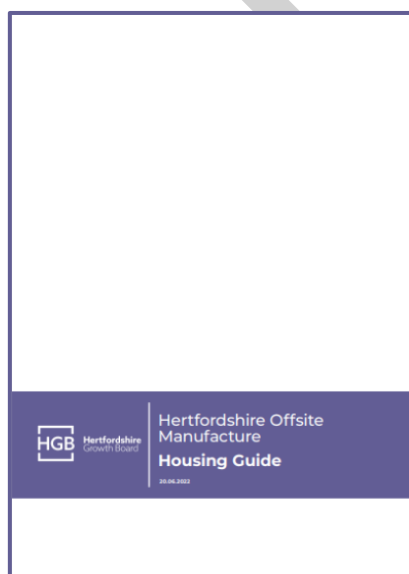 HGB
Hertfordshire
Growth Board
Hertfordshire Offsite
Manufacture
Housing Guide
20.06.2022